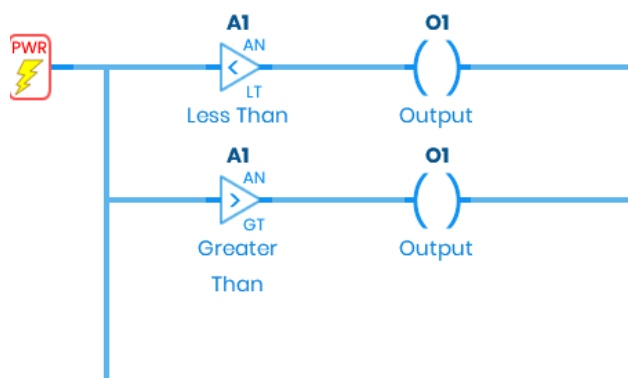 A1
O1
PWR
AN
<
LT
Less Than
Output
A1
O1
AN
>
GT
Greater
Than
Output